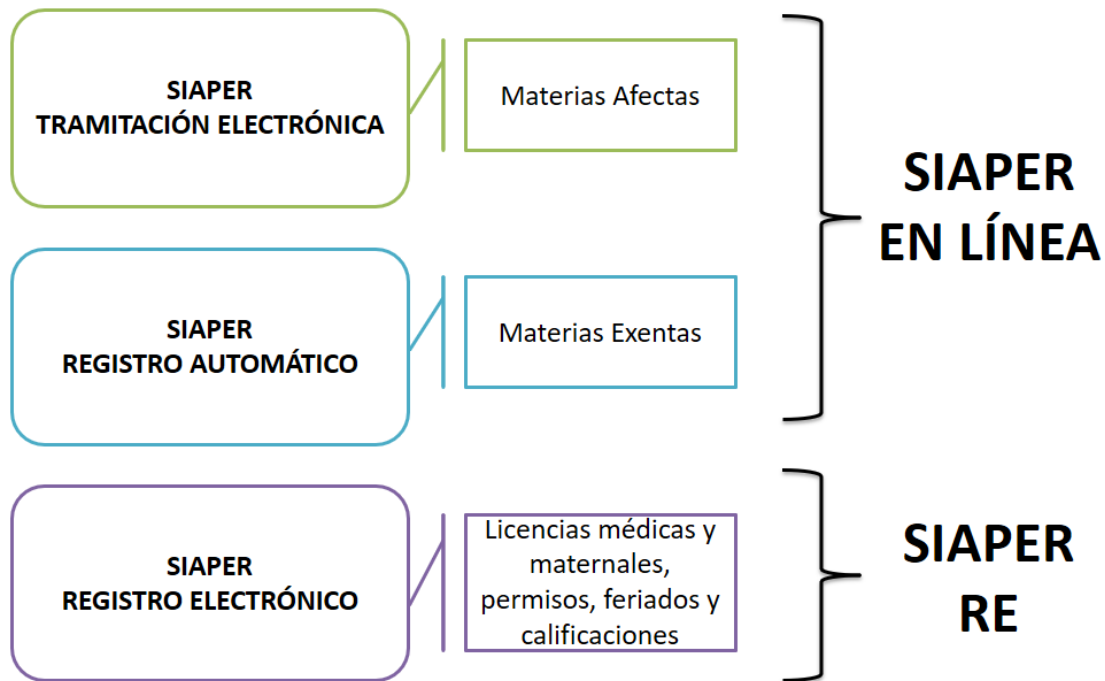 SIAPER
TRAMITACIÓN ELECTRÓNICA
Materias Afectas
SIAPER
EN LÍNEA
SIAPER
REGISTRO AUTOMÁTICO
Materias Exentas
SIAPER
REGISTRO ELECTRÓNICO
Licencias médicas y
maternales,
permisos, feriados y
calificaciones
SIAPER
RE